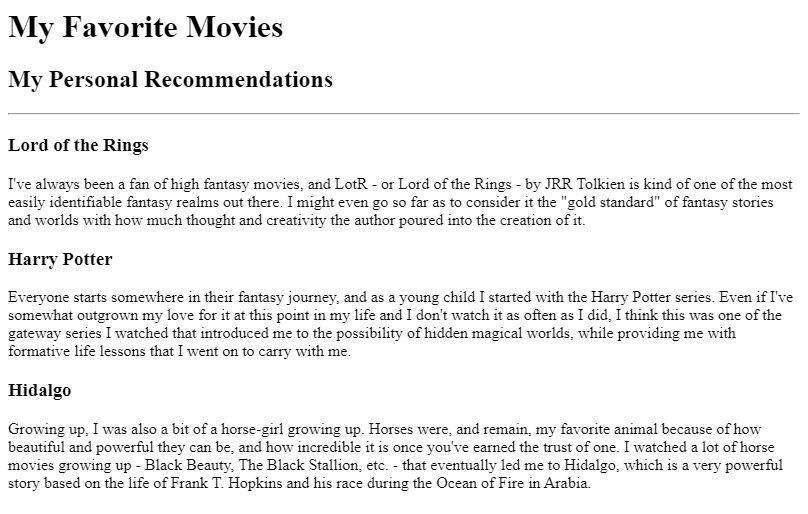 My Favorite Movies
My Personal Recommendations
Lord of the Rings
I've always been a fan of high fantasy movies, and LotR - or Lord of the Rings - by JRR Tolkien is kind of one of the most
easily identifiable fantasy realms out there. I might even go so far as to consider it the "gold standard" of fantasy stories
and worlds with how much thought and creativity the author poured into the creation of it.
Harry Potter
Everyone starts somewhere in their fantasy journey, and as a young child I started with the Harry Potter series. Even if I've
somewhat outgrown my love for it at this point in my life and I don't watch it as often as I did, I think this was one of the
gateway series I watched that introduced me to the possibility of hidden magical worlds, while providing me with
formative life lessons that I went on to carry with me.
Hidalgo
Growing up, I was also a bit of a horse-girl growing up. Horses were, and remain, my favorite animal because of how
beautiful and powerful they can be, and how incredible it is once you've earned the trust of one. I watched a lot of horse
movies growing up - Black Beauty, The Black Stallion, etc. - that eventually led me to Hidalgo, which is a very powerful
story based on the life of Frank T. Hopkins and his race during the Ocean of Fire in Arabia.